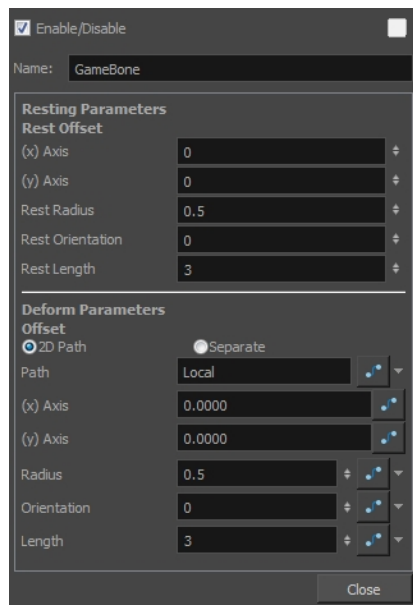 Enable/Disable
Name: GameBone
Resting Parameters
Rest Offset
(x) Axis 0
(y) Axis 0
Rest Radius 0.5
Rest Orientation 0
Rest Length 3
Deform Parameters
Offset
2D Path Separate
Path Local
(x) Axis 0.0000
(y) Axis 0.0000
Radius 0.5
Orientation 0
Length 3
Close